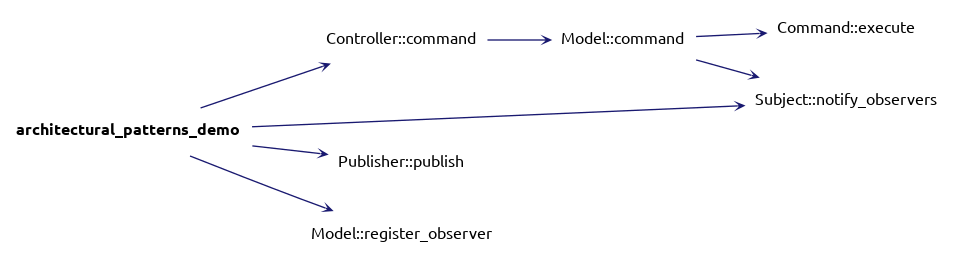 Command::execute
Controller::command
Model::command
Subject::notify_observers
architectural_patterns_demo
Publisher::publish
Model::register_observer